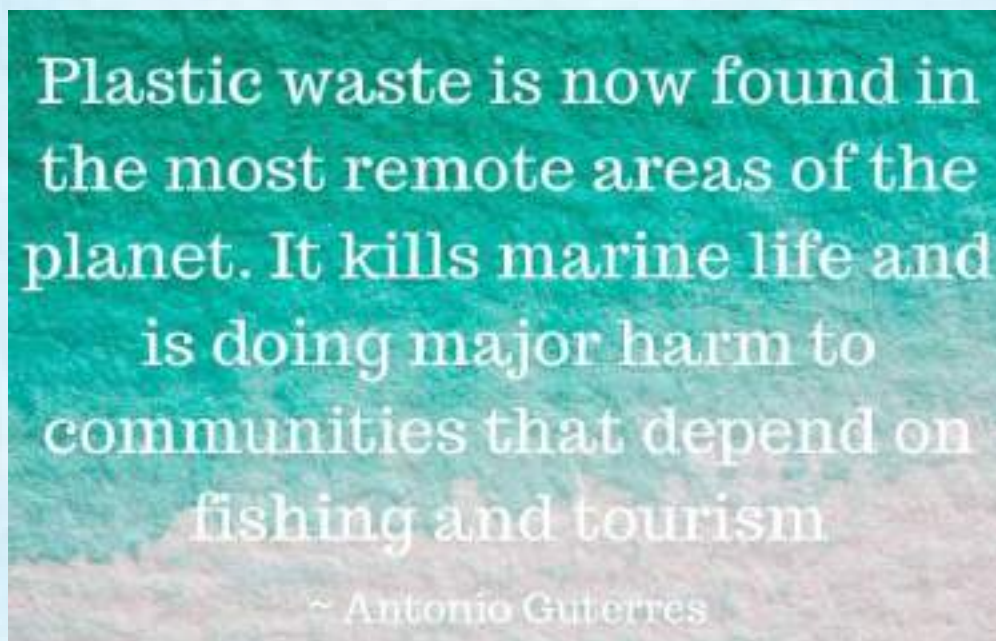 Plastic waste is now found in
the most remote areas of the
planet. It kills marine life and
is doing major harm to
communities that depend on
fishing and tourism
~ Antonio Guterres